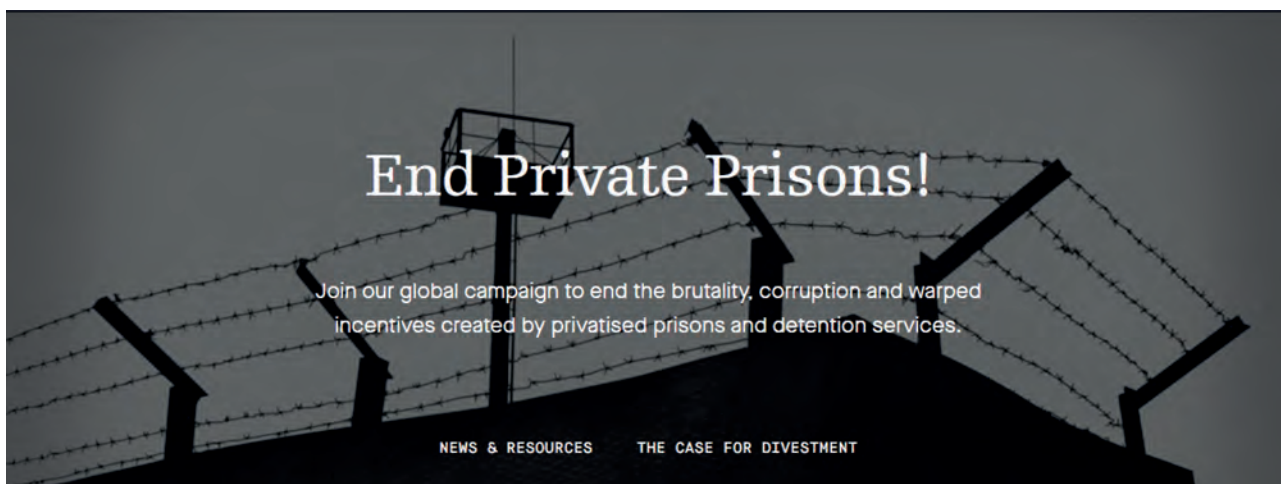 End Private Prisons!
Join our global campaign to end the brutality, corruption and warped
incentives created by privatised prisons and detention services.
NEWS & RESOURCES THE CASE FOR DIVESTMENT